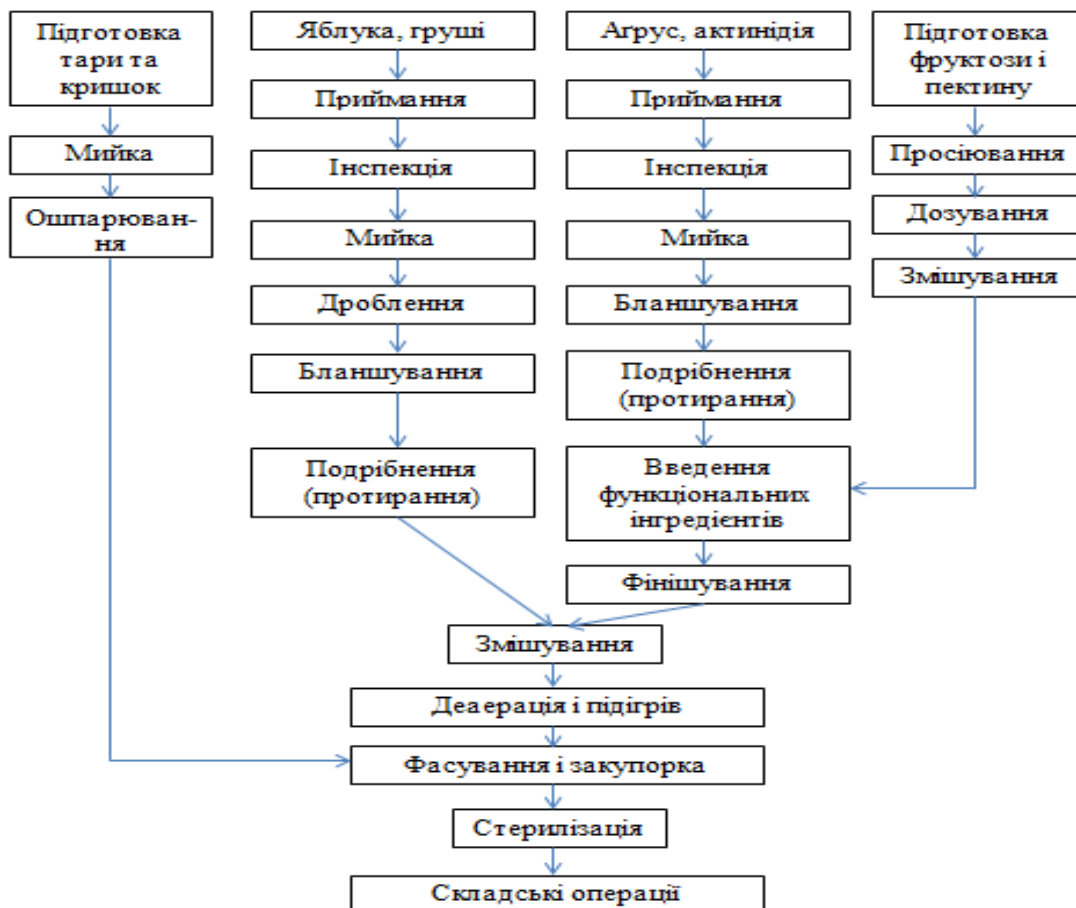 Підготовка
тари та
кришок
Мийка
Ошпарюван-
ня
Яблука, груші
Приймання
Інспекція
Мийка
Дроблення
Бланшування
Подрібнення
(протирання)
Аґрус, актинідія
Приймання
Інспекція
Мийка
Бланшування
Подрібнення
(протирання)
Введення
функціональних
інгредієнтів
Фінішування
Підготовка
фруктози і
пектину
Просіювання
Дозування
Змішування
Змішування
Деаерація і підігрів
Фасування і закупорка
Стерилізація
Складські операції